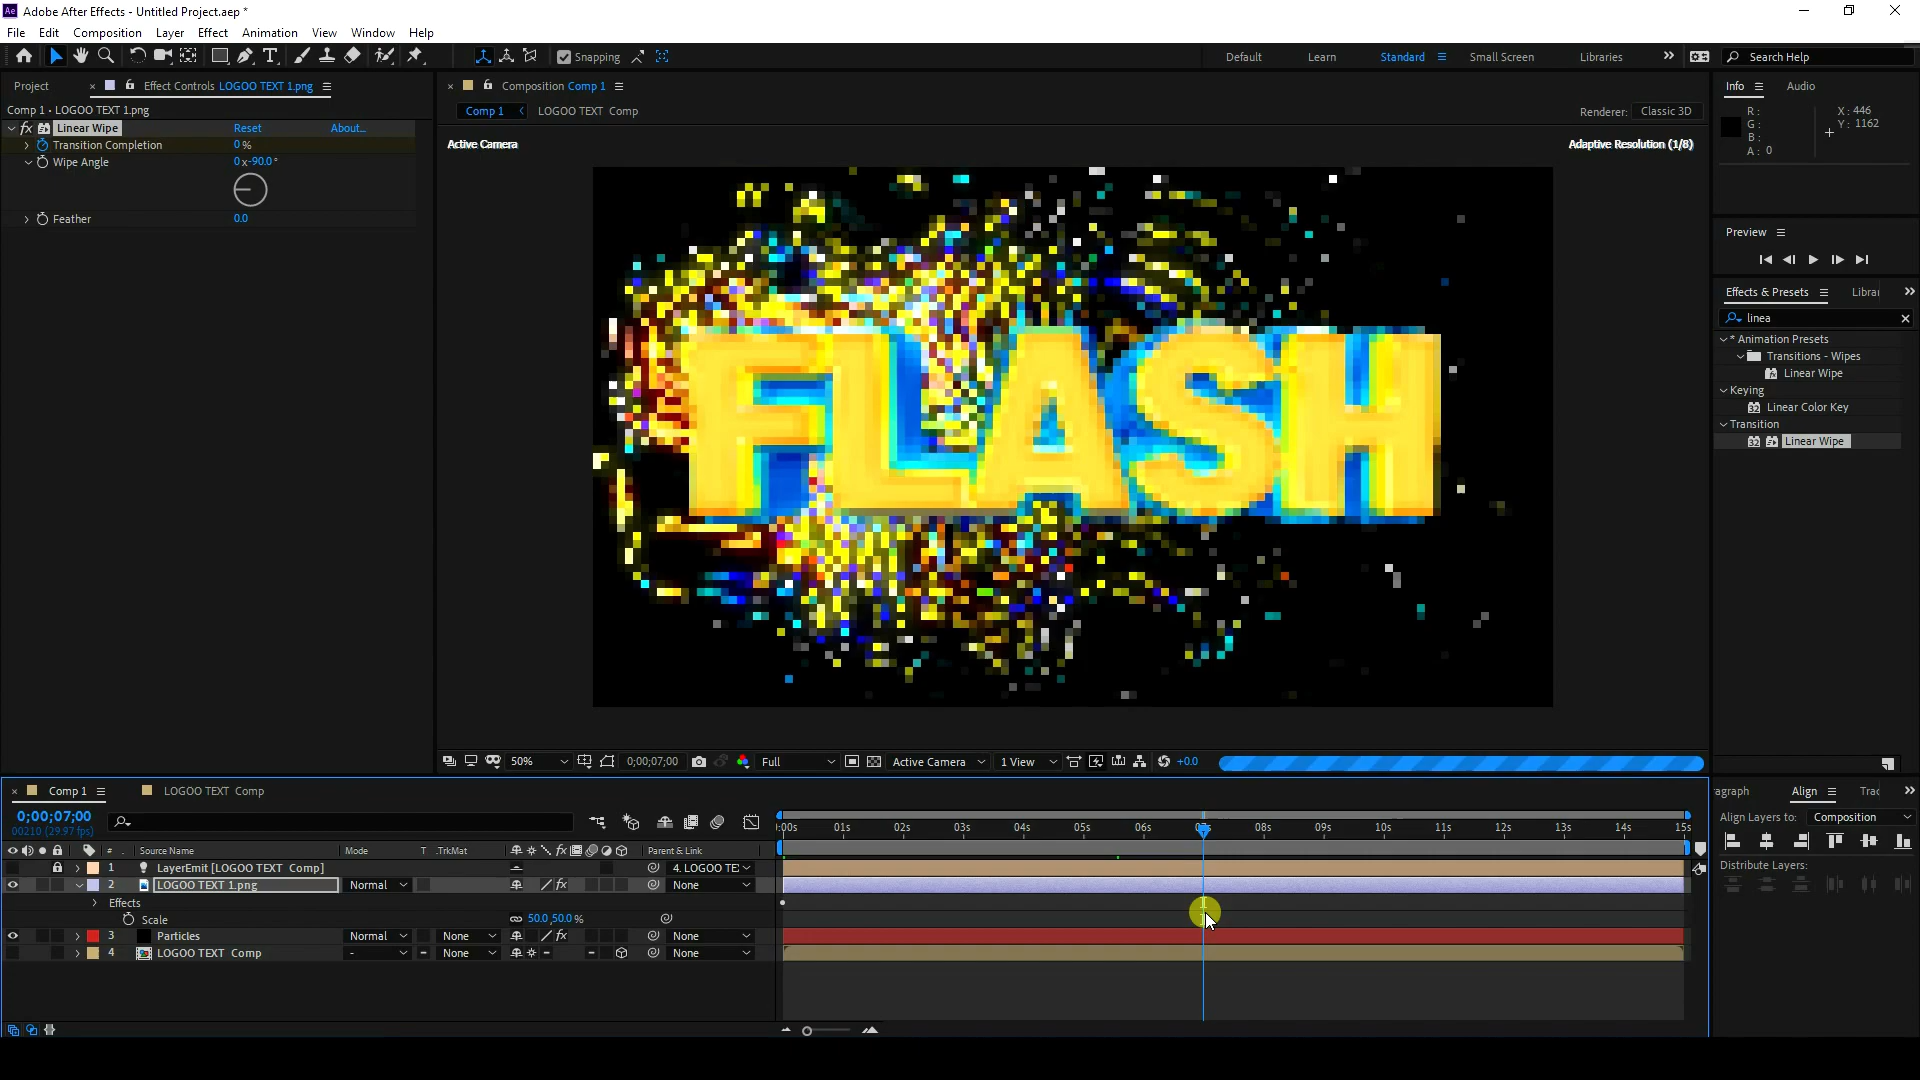 Ae Adobe After Effects - Untitled Project.aep *
File Edit Composition Layer Effect Animation View Window Help
Snapping Default Learn Standard Small Screen Libraries Search Help
Project Effect Controls LOGOO TEXT 1.png
Comp 1 • LOGOO TEXT 1.png
fx Linear Wipe Reset About...
Transition Completion 0 %
Wipe Angle 0x-90.0°
Feather 0.0
Composition Comp 1
Comp 1 LOGOO TEXT Comp
Renderer: Classic 3D
Active Camera
Adaptive Resolution (1/8)
FLASH
50% 0;00;07;00 Full Active Camera 1 View +0.0
Info Audio
R: X: 446
G: Y: 1162
B:
A: 0
Preview
Effects & Presets Librar
linea
* Animation Presets
Transitions - Wipes
Linear Wipe
Keying
32 Linear Color Key
Transition
32 Linear Wipe
Comp 1 LOGOO TEXT Comp
0;00;07;00
00210 (29.97 fps)
:00s 01s 02s 03s 04s 05s 06s 08s 09s 10s 11s 12s 13s 14s 15s
# Source Name Mode T .TrkMat fx Parent & Link
1 LayerEmit [LOGOO TEXT Comp] 4. LOGOO TE
2 LOGOO TEXT 1.png Normal fx None
Effects
Scale 50.0,50.0 %
3 Particles Normal None fx None
4 LOGOO TEXT Comp - None None
aragraph Align Trac
Align Layers to: Composition
Distribute Layers: